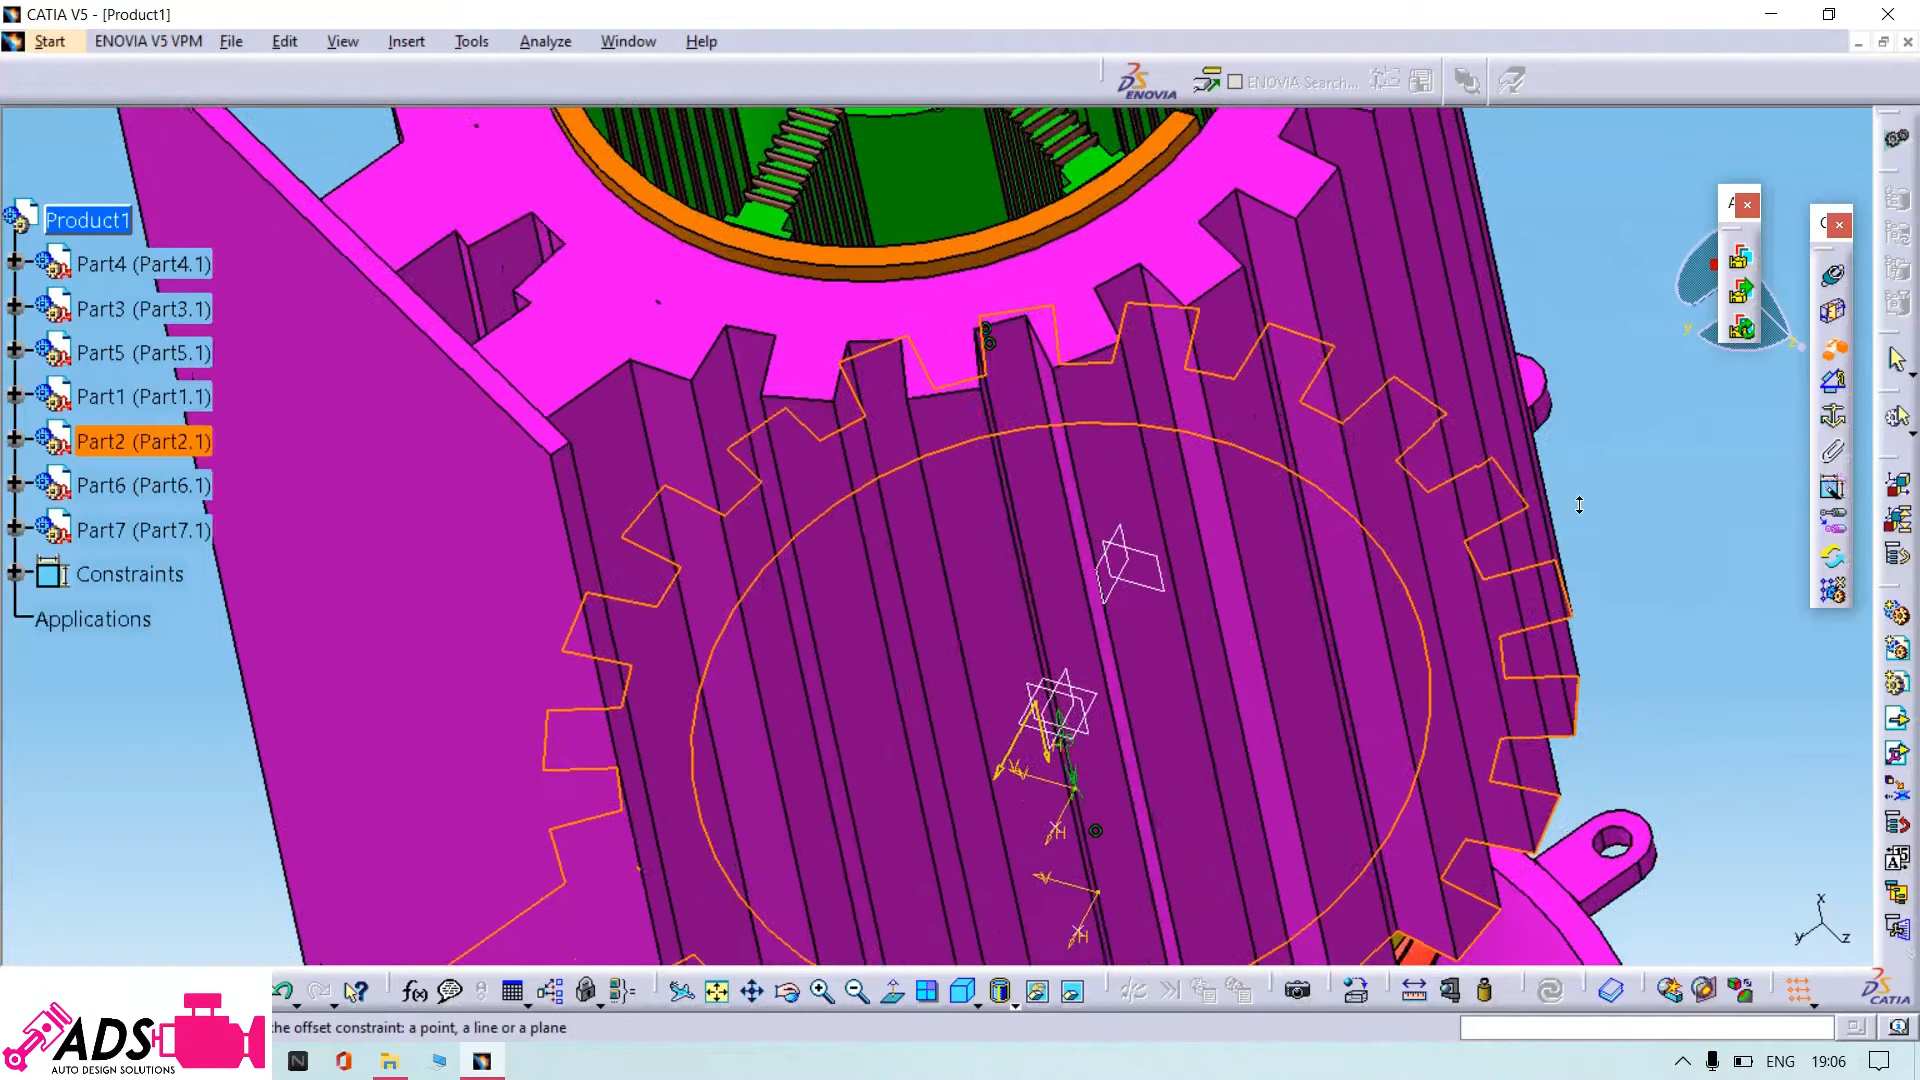 CATIA V5 - [Product1]
Start ENOVIA V5 VPM File Edit View Insert Tools Analyze Window Help
ENOVIA
ENOVIA Search...
Product1
Part4 (Part4.1)
Part3 (Part3.1)
Part5 (Part5.1)
Part1 (Part1.1)
Part2 (Part2.1)
Part6 (Part6.1)
Part7 (Part7.1)
Constraints
Applications
y
z
V
H
V
H
x
y
z
f(x)
CATIA
the offset constraint: a point, a line or a plane
ADS
AUTO DESIGN SOLUTIONS
ENG 19:06